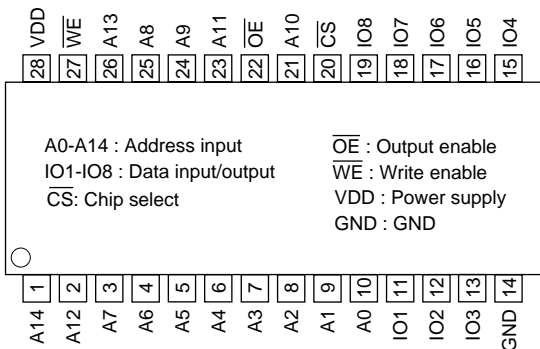 VDD WE A13 A8 A9 A11 OE A10 CS IO8 IO7 IO6 IO5 IO4
28 27 26 25 24 23 22 21 20 19 18 17 16 15
A0-A14 : Address input
IO1-IO8 : Data input/output
CS: Chip select
OE : Output enable
WE : Write enable
VDD : Power supply
GND : GND
1 2 3 4 5 6 7 8 9 10 11 12 13 14
A14 A12 A7 A6 A5 A4 A3 A2 A1 A0 IO1 IO2 IO3 GND